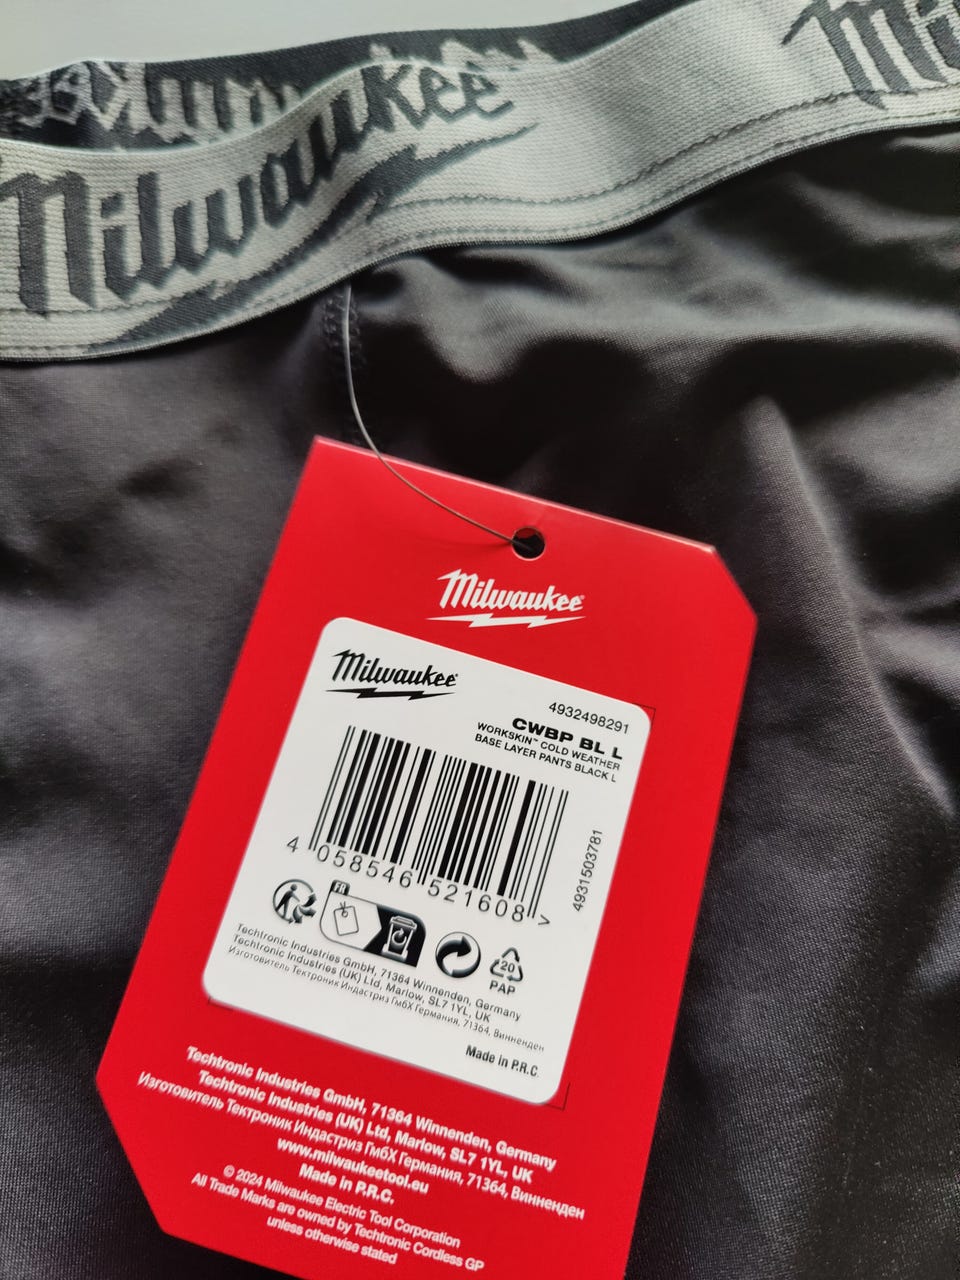 Milwaukee
Milwaukee
Mil
Milwaukee
Milwaukee
4932498291
CWBP BL L
WORKSKIN™ COLD WEATHER
BASE LAYER PANTS BLACK L
4 058546 521608 >
4931503781
FR
20
PAP
Techtronic Industries GmbH, 71364 Winnenden, Germany
Techtronic Industries (UK) Ltd, Marlow, SL7 1YL, UK
Изготовитель Тектроник Индастриз ГмбХ Германия, 71364, Винненден
Made in P.R.C.
Techtronic Industries GmbH, 71364 Winnenden, Germany
Techtronic Industries (UK) Ltd, Marlow, SL7 1YL, UK
Изготовитель Тектроник Индастриз ГмбХ Германия, 71364, Винненден
www.milwaukeetool.eu
Made in P.R.C.
© 2024 Milwaukee Electric Tool Corporation
All Trade Marks are owned by Techtronic Cordless GP
unless otherwise stated